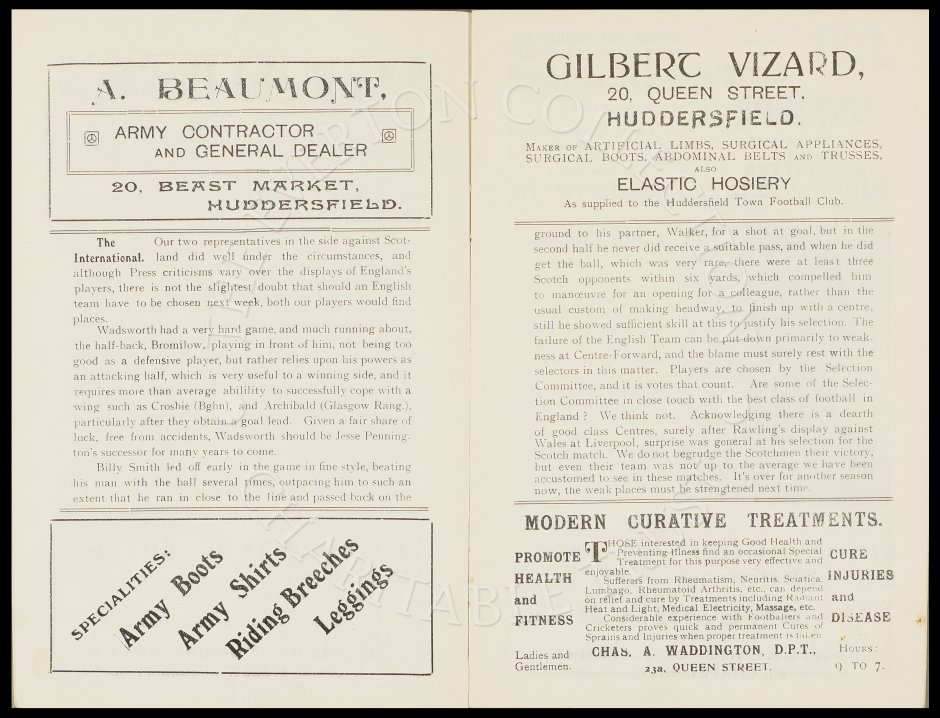 A. BEAUMONT,
ARMY CONTRACTOR
AND GENERAL DEALER
20, BEAST MARKET,
HUDDERSFIELD.
The Our two representatives in the side against Scot-
International. land did well under the circumstances, and
although Press criticisms vary over the displays of England's
players, there is not the slightest doubt that should an English
team have to be chosen next week, both our players would find
places.
Wadsworth had a very hard game, and much running about,
the half-back, Bromilow, playing in front of him, not being too
good as a defensive player, but rather relies upon his powers as
an attacking half, which is very useful to a winning side, and it
requires more than average abilility to successfully cope with a
wing such as Crosbie (Bghn), and Archibald (Glasgow Rang.),
particularly after they obtain a goal lead. Given a fair share of
luck, free from accidents, Wadsworth should be Jesse Penning-
ton's successor for many years to come.
Billy Smith led off early in the game in fine style, beating
his man with the ball several times, outpacing him to such an
extent that he ran in close to the line and passed back on the
SPECIALITIES:
Army Boots
Army Shirts
Riding Breeches
Leggings
GILBERT VIZARD,
20, QUEEN STREET,
HUDDERSFIELD.
MAKER OF ARTIFICIAL LIMBS, SURGICAL APPLIANCES,
SURGICAL BOOTS, ABDOMINAL BELTS AND TRUSSES,
ALSO
ELASTIC HOSIERY
As supplied to the Huddersfield Town Football Club.
ground to his partner, Walker, for a shot at goal, but in the
second half he never did receive a suitable pass, and when he did
get the ball, which was very rare, there were at least three
Scotch opponents within six yards, which compelled him
to manœuvre for an opening for a colleague, rather than the
usual custom of making headway, to finish up with a centre,
still he showed sufficient skill at this to justify his selection. The
failure of the English Team can be put down primarily to weak-
ness at Centre-Forward, and the blame must surely rest with the
selectors in this matter. Players are chosen by the Selection
Committee, and it is votes that count. Are some of the Selec-
tion Committee in close touch with the best class of football in
England ? We think not. Acknowledging there is a dearth
of good class Centres, surely after Rawling's display against
Wales at Liverpool, surprise was general at his selection for the
Scotch match. We do not begrudge the Scotchmen their victory,
but even their team was not up to the average we have been
accustomed to see in these matches. It's over for another season
now, the weak places must be strengtened next time.
MODERN CURATIVE TREATMENTS.
PROMOTE
HEALTH
and
FITNESS
THOSE interested in keeping Good Health and
Preventing Illness find an occasional Special
Treatment for this purpose very effective and
enjoyable.
Sufferers from Rheumatism, Neuritis, Sciatica,
Lumbago, Rheumatoid Arthritis, etc., can depend
on relief and cure by Treatments including Radiant
Heat and Light, Medical Electricity, Massage, etc.
Considerable experience with Footballers and
Cricketers proves quick and permanent Cures of
Sprains and Injuries when proper treatment is taken.
CURE
INJURIES
and
DISEASE
Ladies and
Gentlemen.
CHAS. A. WADDINGTON, D.P.T.,
23a, QUEEN STREET.
HOURS:
9 TO 7.
EVERTON COLLECTION
CHARITABLE